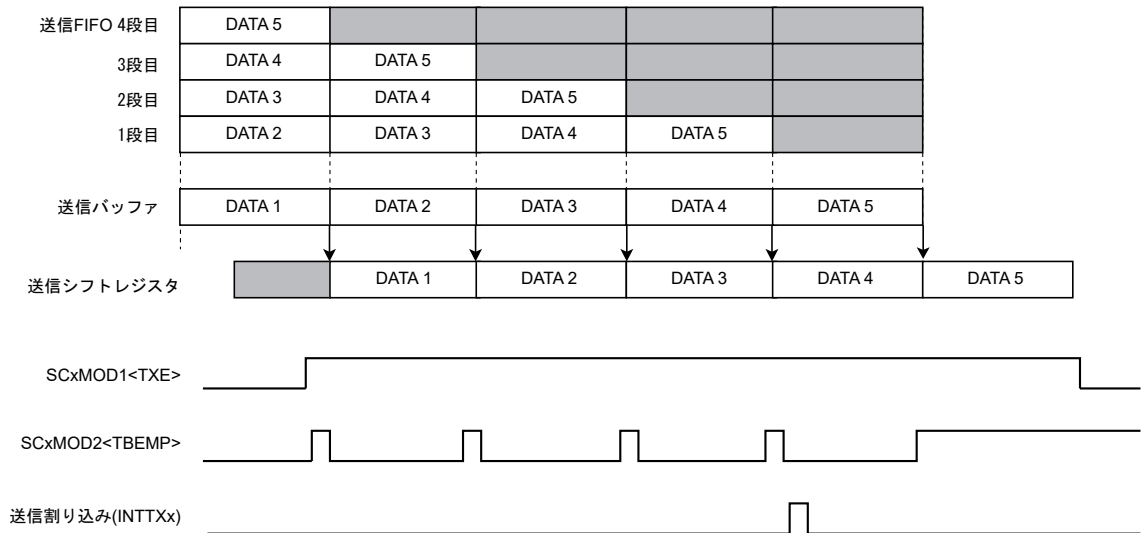 送信FIFO 4段目 DATA 5
3段目 DATA 4 DATA 5
2段目 DATA 3 DATA 4 DATA 5
1段目 DATA 2 DATA 3 DATA 4 DATA 5
送信バッファ DATA 1 DATA 2 DATA 3 DATA 4 DATA 5
送信シフトレジスタ DATA 1 DATA 2 DATA 3 DATA 4 DATA 5
SCxMOD1<TXE>
SCxMOD2<TBEMP>
送信割り込み(INTTXx)